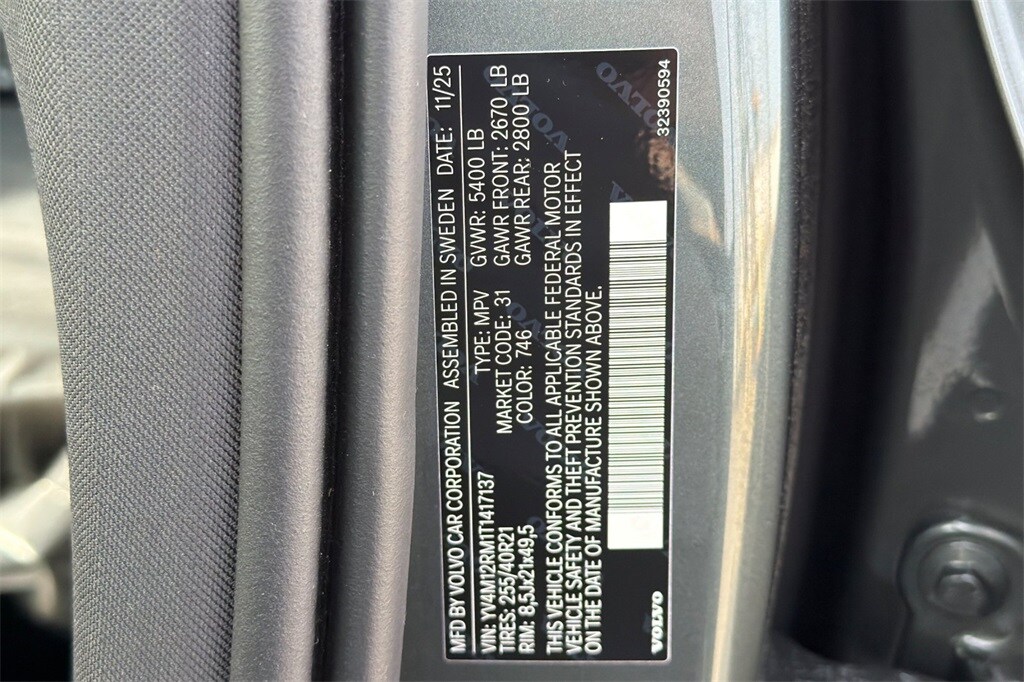 MFD BY VOLVO CAR CORPORATION ASSEMBLED IN SWEDEN DATE: 11/25
VIN: YV4M12RM1T1417137 TYPE: MPV GVWR: 5400 LB
TIRES: 255/40R21 MARKET CODE: 31 GAWR FRONT: 2670 LB
RIM: 8,5Jx21x49,5 COLOR: 746 GAWR REAR: 2800 LB
THIS VEHICLE CONFORMS TO ALL APPLICABLE FEDERAL MOTOR
VEHICLE SAFETY AND THEFT PREVENTION STANDARDS IN EFFECT
ON THE DATE OF MANUFACTURE SHOWN ABOVE.
VOLVO 32390594